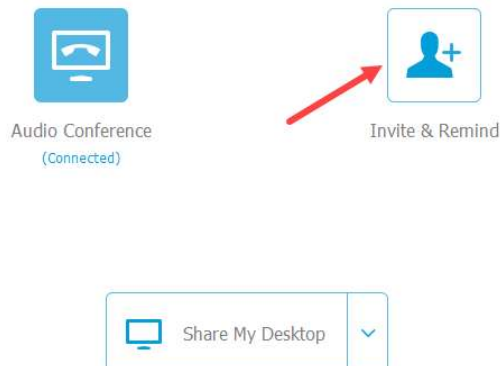 Audio Conference
(Connected)
Invite & Remind
Share My Desktop